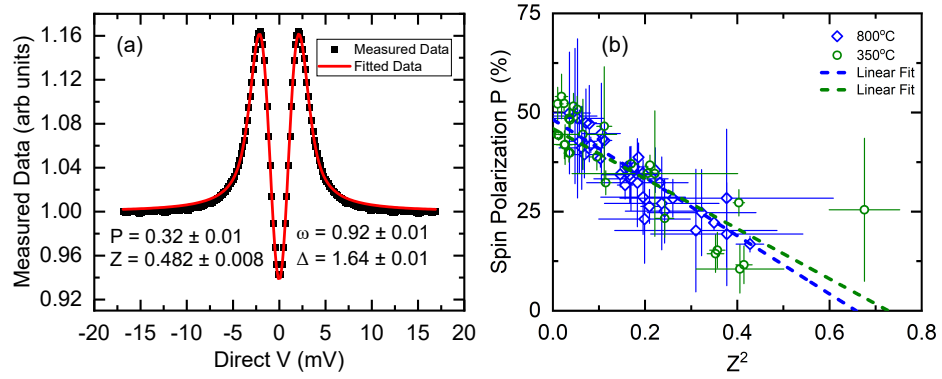 (a)
Measured Data
Fitted Data
P = 0.32 ± 0.01
ω = 0.92 ± 0.01
Z = 0.482 ± 0.008
Δ = 1.64 ± 0.01
Measured Data (arb units)
1.16
1.12
1.08
1.04
1.00
0.96
0.92
-20
-15
-10
-5
0
5
10
15
20
Direct V (mV)
(b)
800°C
350°C
Linear Fit
Linear Fit
Spin Polarization P (%)
75
50
25
0
0.0
0.2
0.4
0.6
0.8
Z²